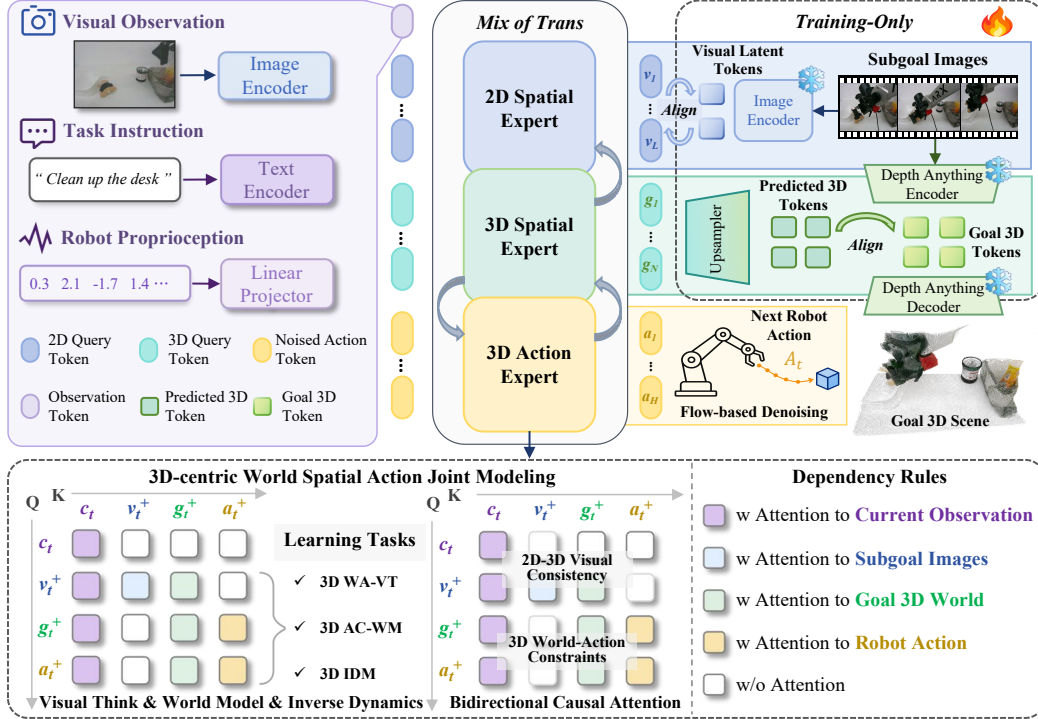 Visual Observation
Image
Encoder
Task Instruction
“ Clean up the desk ”
Text
Encoder
Robot Proprioception
0.3 2.1 -1.7 1.4 ···
Linear
Projector
2D Query
Token
3D Query
Token
Noised Action
Token
Observation
Token
Predicted 3D
Token
Goal 3D
Token
Mix of Trans
2D Spatial
Expert
3D Spatial
Expert
3D Action
Expert
Training-Only
v1
vL
Align
Visual Latent
Tokens
Image
Encoder
Subgoal Images
Depth Anything
Encoder
g1
gN
Upsampler
Predicted 3D
Tokens
Align
Goal 3D
Tokens
Depth Anything
Decoder
a1
aH
Next Robot
Action
At
Flow-based Denoising
Goal 3D Scene
3D-centric World Spatial Action Joint Modeling
Q K
ct vt+ gt+ at+
ct
vt+
gt+
at+
Learning Tasks
✓ 3D WA-VT
✓ 3D AC-WM
✓ 3D IDM
Visual Think & World Model & Inverse Dynamics
Q K
ct vt+ gt+ at+
ct
vt+
gt+
at+
2D-3D Visual
Consistency
3D World-Action
Constraints
Bidirectional Causal Attention
Dependency Rules
w Attention to Current Observation
w Attention to Subgoal Images
w Attention to Goal 3D World
w Attention to Robot Action
w/o Attention